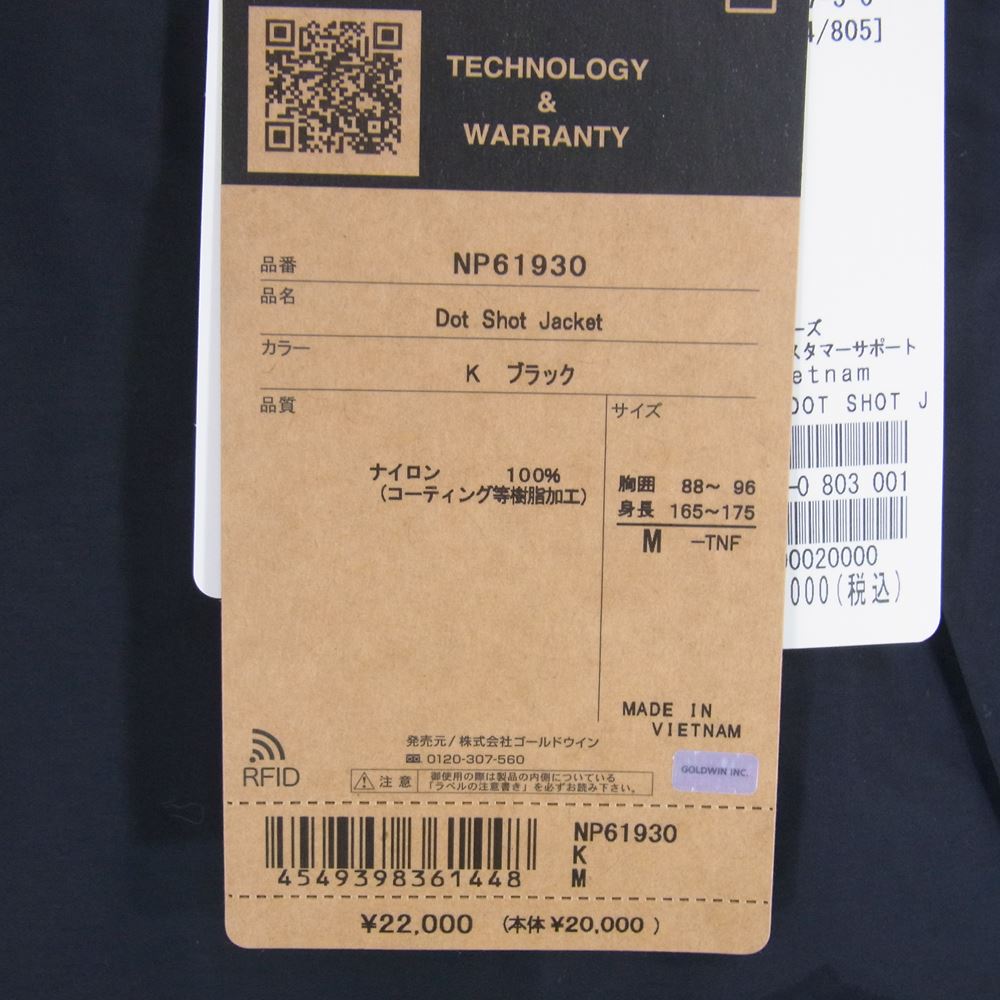 TECHNOLOGY
&
WARRANTY
品番 NP61930
品名
Dot Shot Jacket
カラー
K ブラック
品質
サイズ
ナイロン 100%
(コーティング等樹脂加工)
胸囲 88～ 96
身長 165～175
M -TNF
MADE IN
VIETNAM
発売元/株式会社ゴールドウイン
0120-307-560
RFID
注意
御使用の際は製品の内側についている
「ラベルの注意書き」を必ずお読み下さい。
GOLDWIN INC.
4549398361448
NP61930
K
M
¥22,000 (本体 ¥20,000 )
/805]
ーズ
スタマーサポート
etnam
DOT SHOT J
-0 803 001
00020000
000(税込)